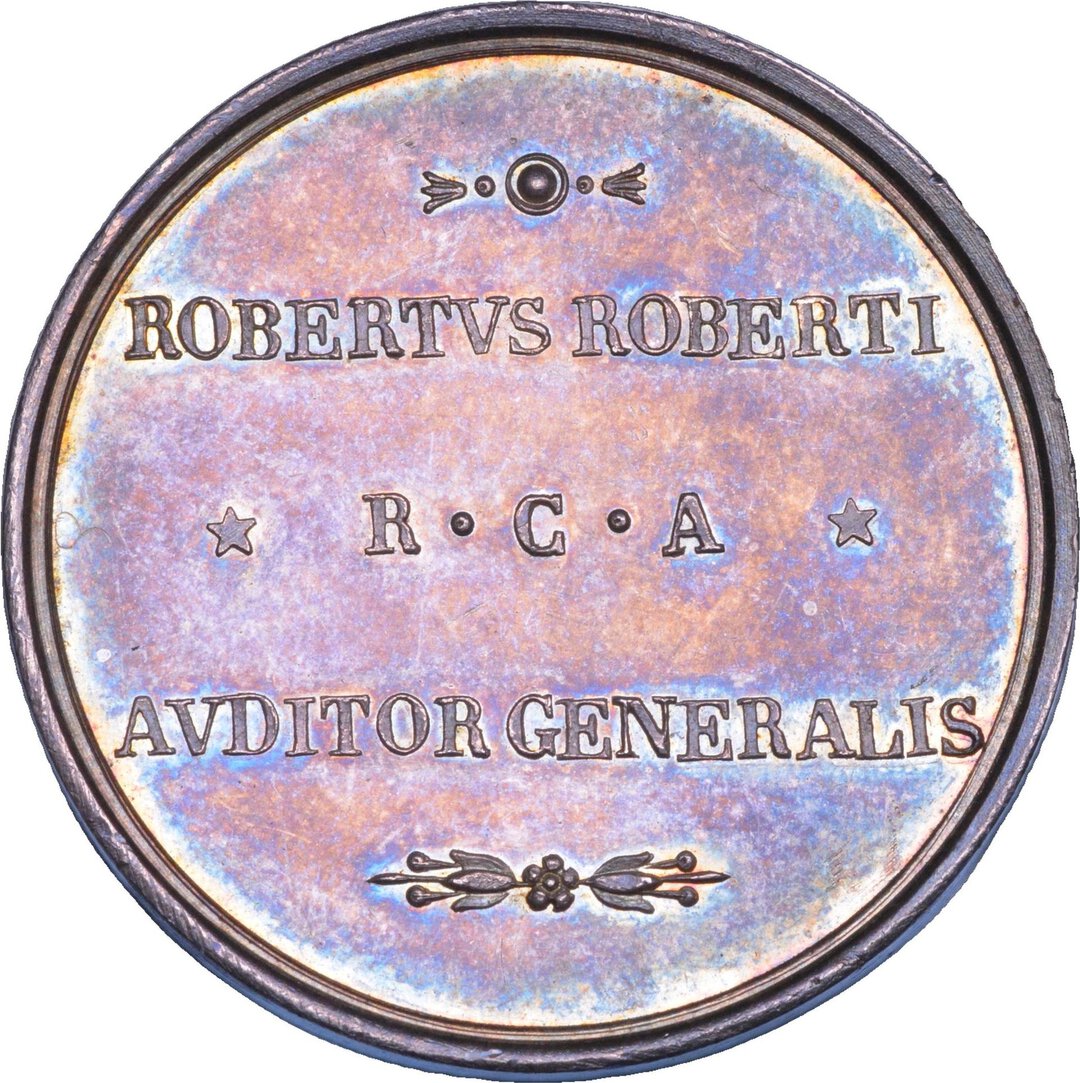 ROBERTVS ROBERTI
★ R • C • A ★
AVDITOR GENERALIS